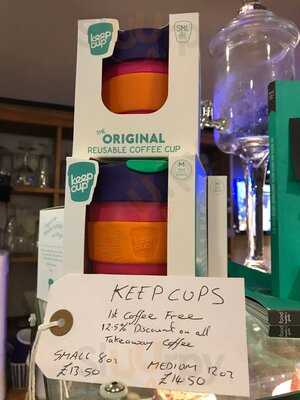 keep
cup
SML
THE
ORIGINAL
REUSABLE COFFEE CUP
keep
cup
M
KEEP CUPS
1st Coffee Free
12.5% Discount on all
Takeaway Coffee
SMALL 8oz MEDIUM 12oz
£13.50 £14.50